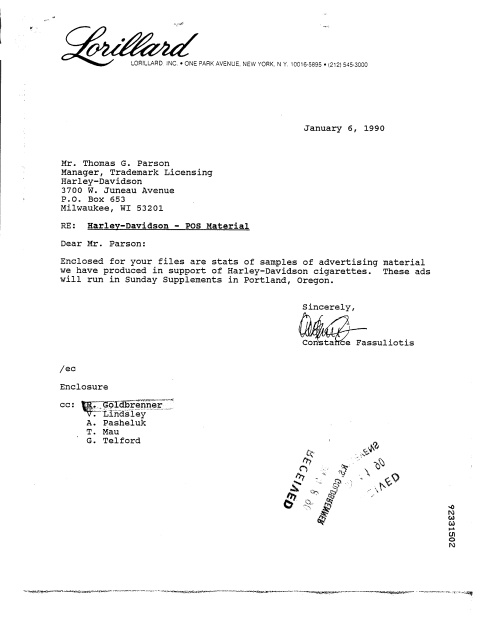 Lorillard
LORILLARD INC. • ONE PARK AVENUE, NEW YORK, N.Y. 10016-5895 • (212) 545-3000
January 6, 1990
Mr. Thomas G. Parson
Manager, Trademark Licensing
Harley-Davidson
3700 W. Juneau Avenue
P.O. Box 653
Milwaukee, WI 53201
RE: Harley-Davidson - POS Material
Dear Mr. Parson:
Enclosed for your files are stats of samples of advertising material
we have produced in support of Harley-Davidson cigarettes. These ads
will run in Sunday Supplements in Portland, Oregon.
Sincerely,
Constance Fassuliotis
/ec
Enclosure
cc: R. Goldbrenner
V. Lindsley
A. Pasheluk
T. Mau
G. Telford
RECEIVED
R.S. GOLDBRENNER
92331502